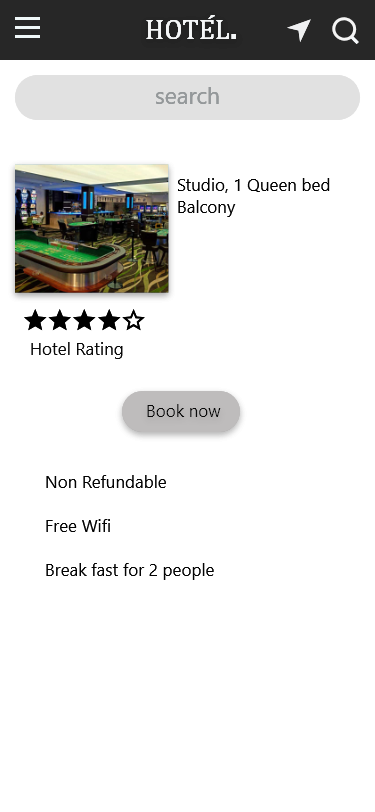 HOTÉL.
search
Studio, 1 Queen bed
Balcony
Hotel Rating
Book now
Non Refundable
Free Wifi
Break fast for 2 people